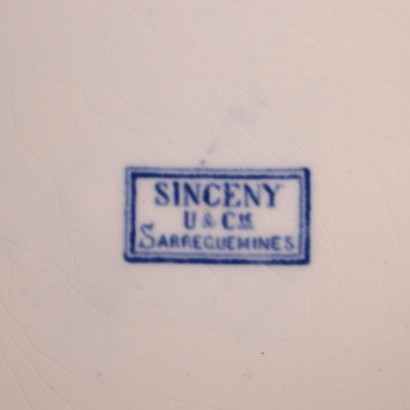 SINCENY
U & Cie
SARREGUEMINES